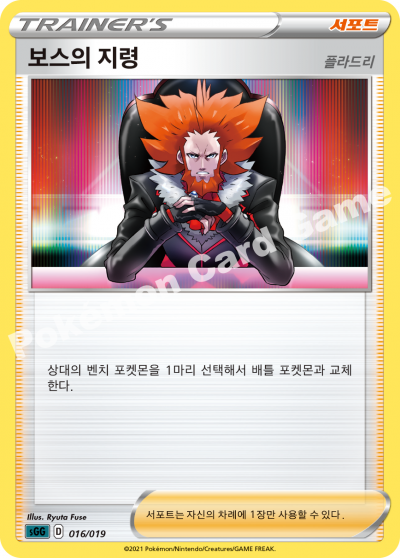 TRAINER'S
서포트
보스의 지령
플라드리
Pokémon Card Game
상대의 벤치 포켓몬을 1마리 선택해서 배틀 포켓몬과 교체
한다.
Illus. Ryuta Fuse
sGG D 016/019
서포트는 자신의 차례에 1장만 사용할 수 있다.
©2021 Pokémon/Nintendo/Creatures/GAME FREAK.